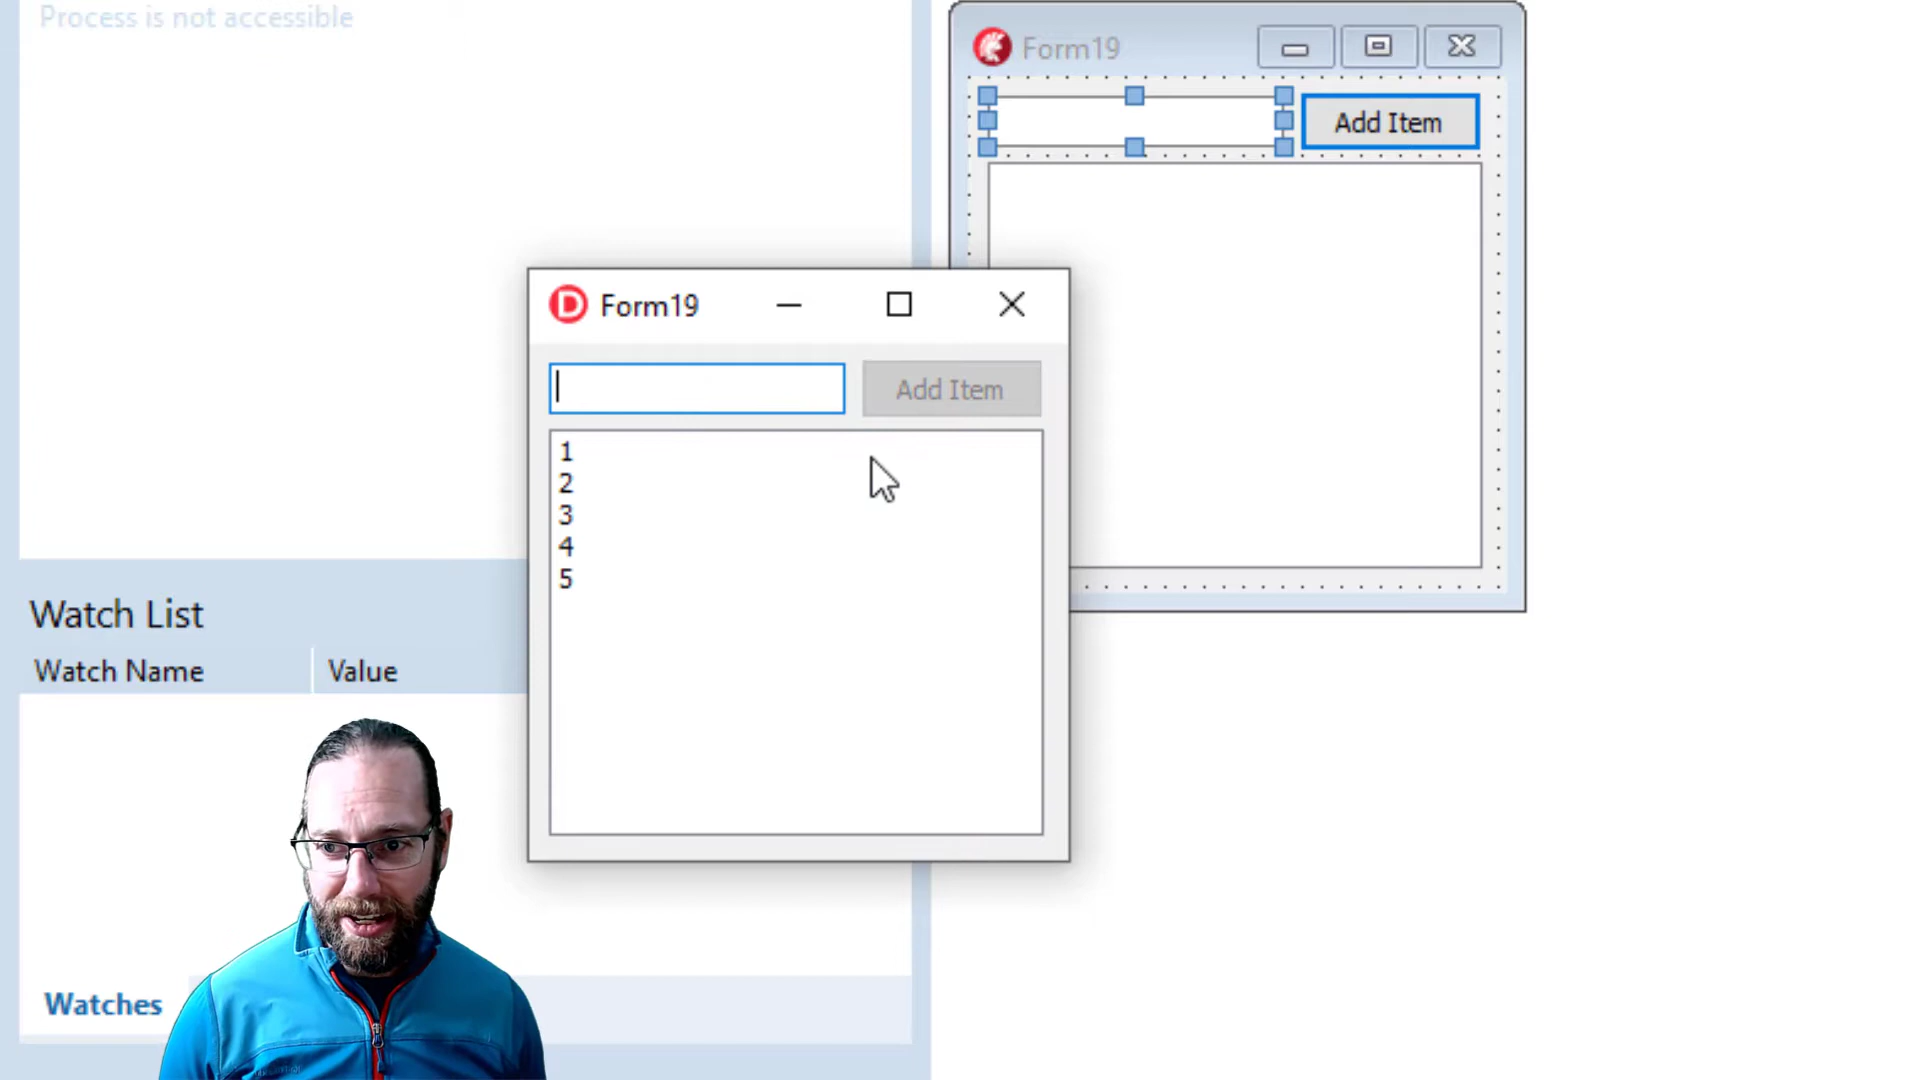 Process is not accessible
Form19
Add Item
Form19
Add Item
1
2
3
4
5
Watch List
Watch Name
Value
Watches